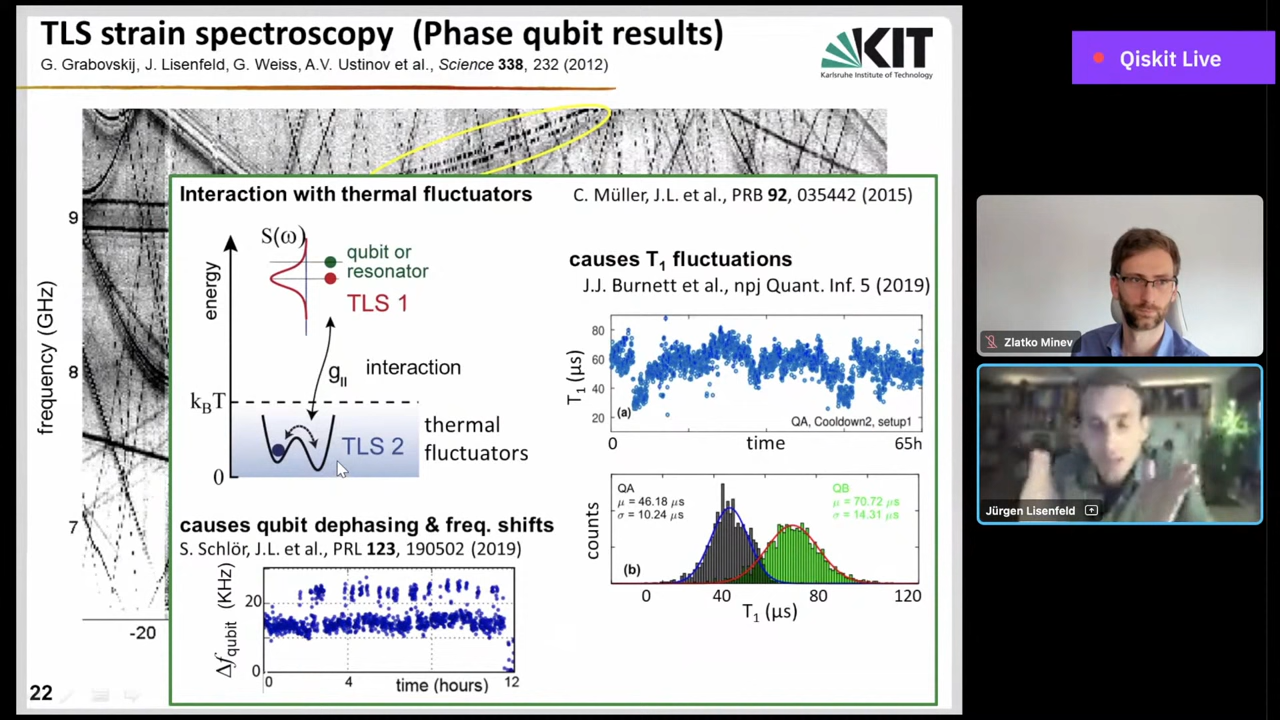 TLS strain spectroscopy (Phase qubit results)
G. Grabovskij, J. Lisenfeld, G. Weiss, A.V. Ustinov et al., Science 338, 232 (2012)
KIT
Karlsruhe Institute of Technology
Qiskit Live
frequency (GHz)
9
8
7
-20
Interaction with thermal fluctuators
C. Müller, J.L. et al., PRB 92, 035442 (2015)
energy
S(ω)
qubit or
resonator
TLS 1
g||
interaction
kBT
0
TLS 2
thermal
fluctuators
causes qubit dephasing & freq. shifts
S. Schlör, J.L. et al., PRL 123, 190502 (2019)
Δfqubit (KHz)
20
0
0 4 time (hours) 12
causes T1 fluctuations
J.J. Burnett et al., npj Quant. Inf. 5 (2019)
T1 (µs)
80
60
40
20
(a)
QA, Cooldown2, setup1
0 time 65h
counts
QA
µ = 46.18 µs
σ = 10.24 µs
QB
µ = 70.72 µs
σ = 14.31 µs
(b)
0 40 80 120
T1 (µs)
22
Zlatko Minev
Jürgen Lisenfeld